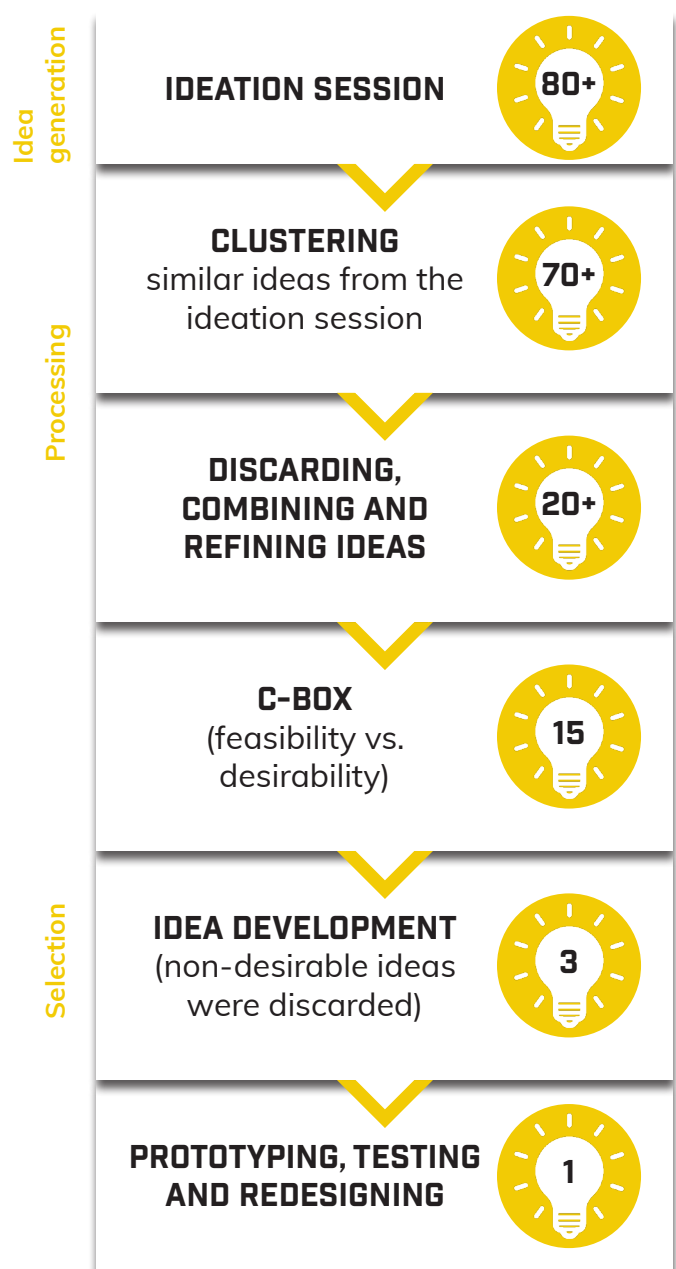 Idea
generation
IDEATION SESSION
80+
Processing
CLUSTERING
similar ideas from the
ideation session
70+
DISCARDING,
COMBINING AND
REFINING IDEAS
20+
Selection
C-BOX
(feasibility vs.
desirability)
15
IDEA DEVELOPMENT
(non-desirable ideas
were discarded)
3
PROTOTYPING, TESTING
AND REDESIGNING
1